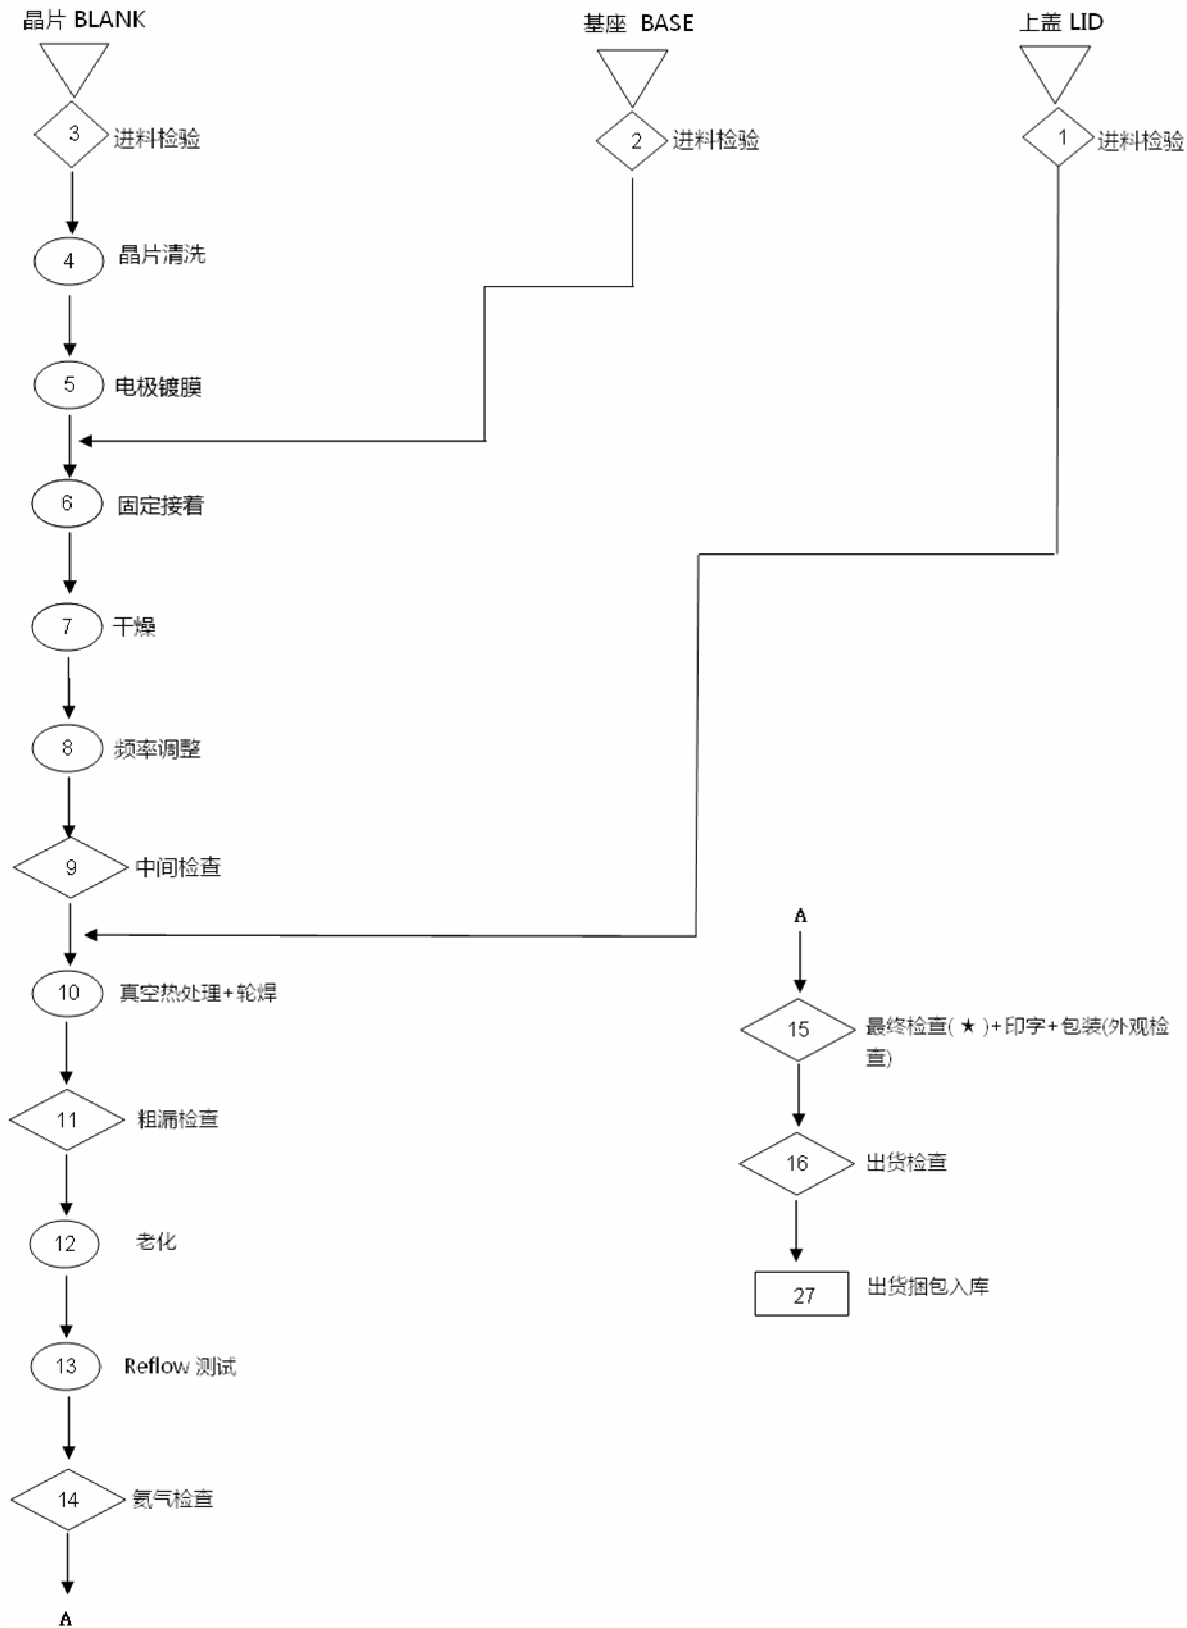 晶片 BLANK
基座 BASE
上盖 LID
3 进料检验
2 进料检验
1 进料检验
4 晶片清洗
5 电极镀膜
6 固定接着
7 干燥
8 频率调整
9 中间检查
10 真空热处理+轮焊
11 粗漏检查
12 老化
13 Reflow 测试
14 氨气检查
A
A
15 最终检查(★)+印字+包装(外观检
查)
16 出货检查
27 出货捆包入库